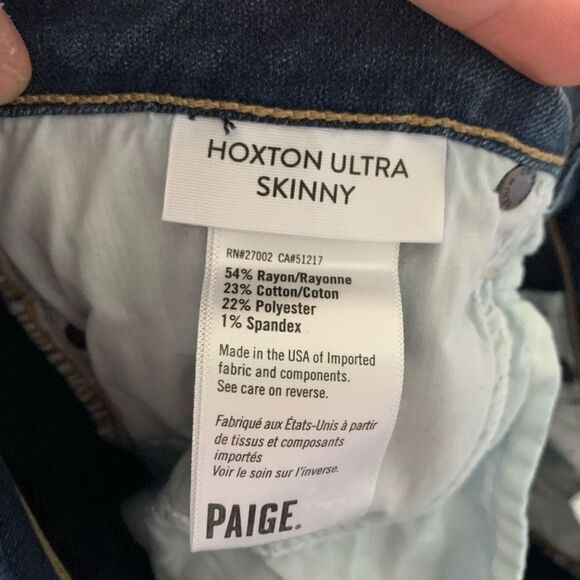 HOXTON ULTRA
SKINNY
RN#27002 CA#51217
54% Rayon/Rayonne
23% Cotton/Coton
22% Polyester
1% Spandex
Made in the USA of Imported
fabric and components.
See care on reverse.
Fabriqué aux États-Unis à partir
de tissus et composants
importés
Voir le soin sur l'inverse.
PAIGE.